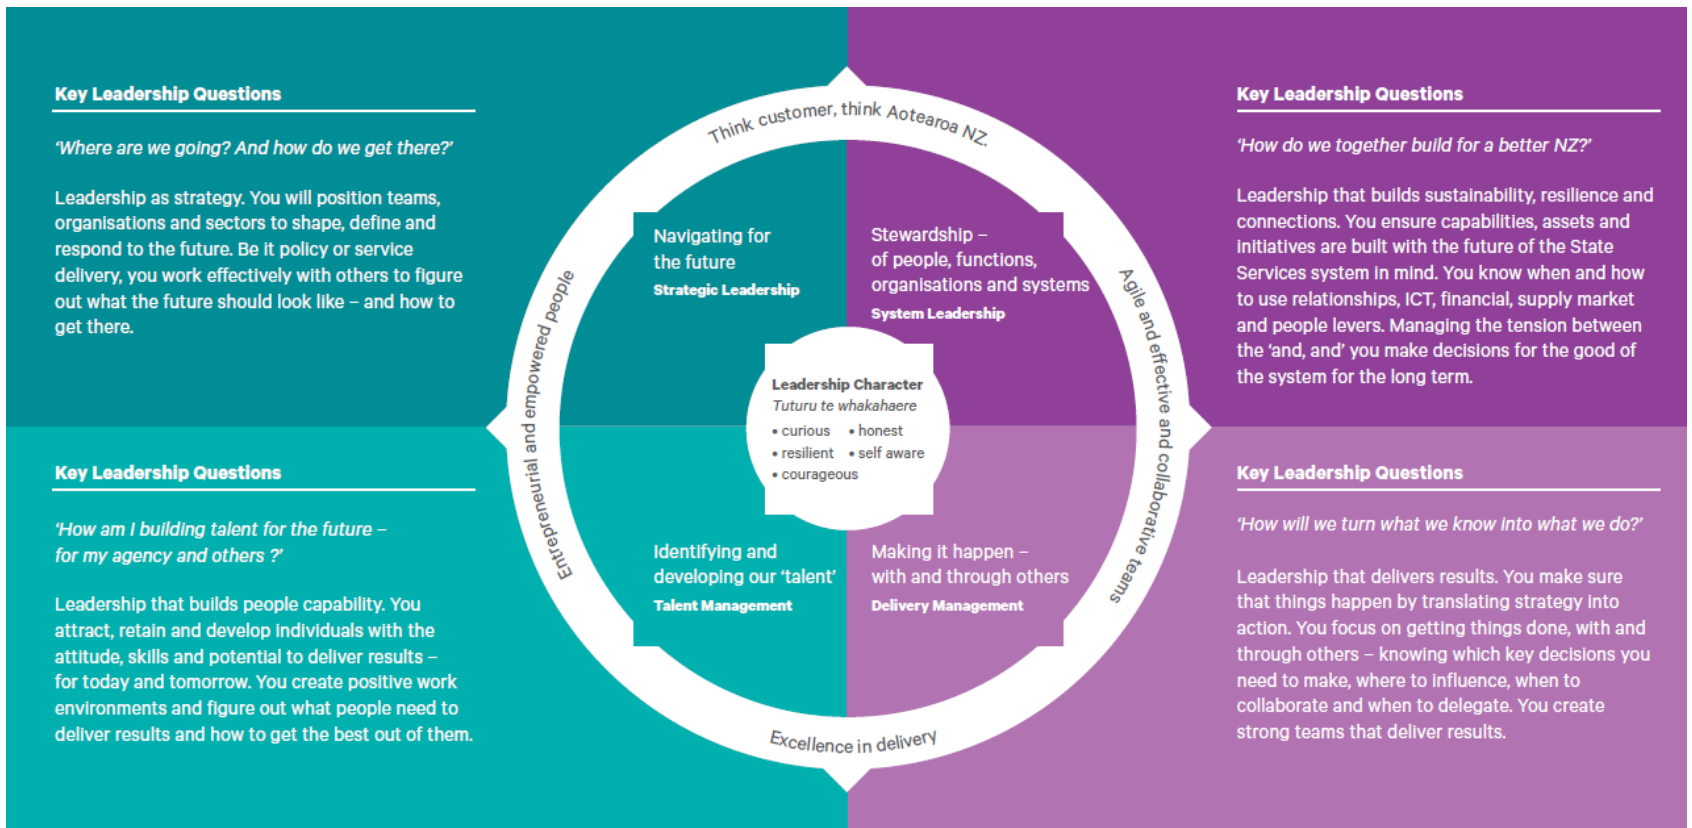 Key Leadership Questions
‘Where are we going? And how do we get there?’
Leadership as strategy. You will position teams,
organisations and sectors to shape, define and
respond to the future. Be it policy or service
delivery, you work effectively with others to figure
out what the future should look like – and how to
get there.
Key Leadership Questions
‘How do we together build for a better NZ?’
Leadership that builds sustainability, resilience and
connections. You ensure capabilities, assets and
initiatives are built with the future of the State
Services system in mind. You know when and how
to use relationships, ICT, financial, supply market
and people levers. Managing the tension between
the ‘and, and’ you make decisions for the good of
the system for the long term.
Think customer, think Aotearoa NZ.
Entrepreneurial and empowered people
Agile and effective and collaborative teams
Excellence in delivery
Navigating for
the future
Strategic Leadership
Stewardship –
of people, functions,
organisations and systems
System Leadership
Leadership Character
Tuturu te whakahaere
• curious • honest
• resilient • self aware
• courageous
Identifying and
developing our ‘talent’
Talent Management
Making it happen –
with and through others
Delivery Management
Key Leadership Questions
‘How am I building talent for the future –
for my agency and others ?’
Leadership that builds people capability. You
attract, retain and develop individuals with the
attitude, skills and potential to deliver results –
for today and tomorrow. You create positive work
environments and figure out what people need to
deliver results and how to get the best out of them.
Key Leadership Questions
‘How will we turn what we know into what we do?’
Leadership that delivers results. You make sure
that things happen by translating strategy into
action. You focus on getting things done, with and
through others – knowing which key decisions you
need to make, where to influence, when to
collaborate and when to delegate. You create
strong teams that deliver results.